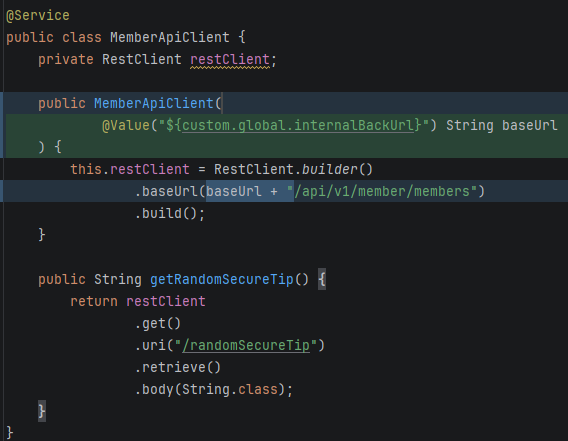 @Service
public class MemberApiClient {
    private RestClient restClient;

    public MemberApiClient(
            @Value("${custom.global.internalBackUrl}") String baseUrl
    ) {
        this.restClient = RestClient.builder()
                .baseUrl(baseUrl + "/api/v1/member/members")
                .build();
    }

    public String getRandomSecureTip() {
        return restClient
                .get()
                .uri("/randomSecureTip")
                .retrieve()
                .body(String.class);
    }
}